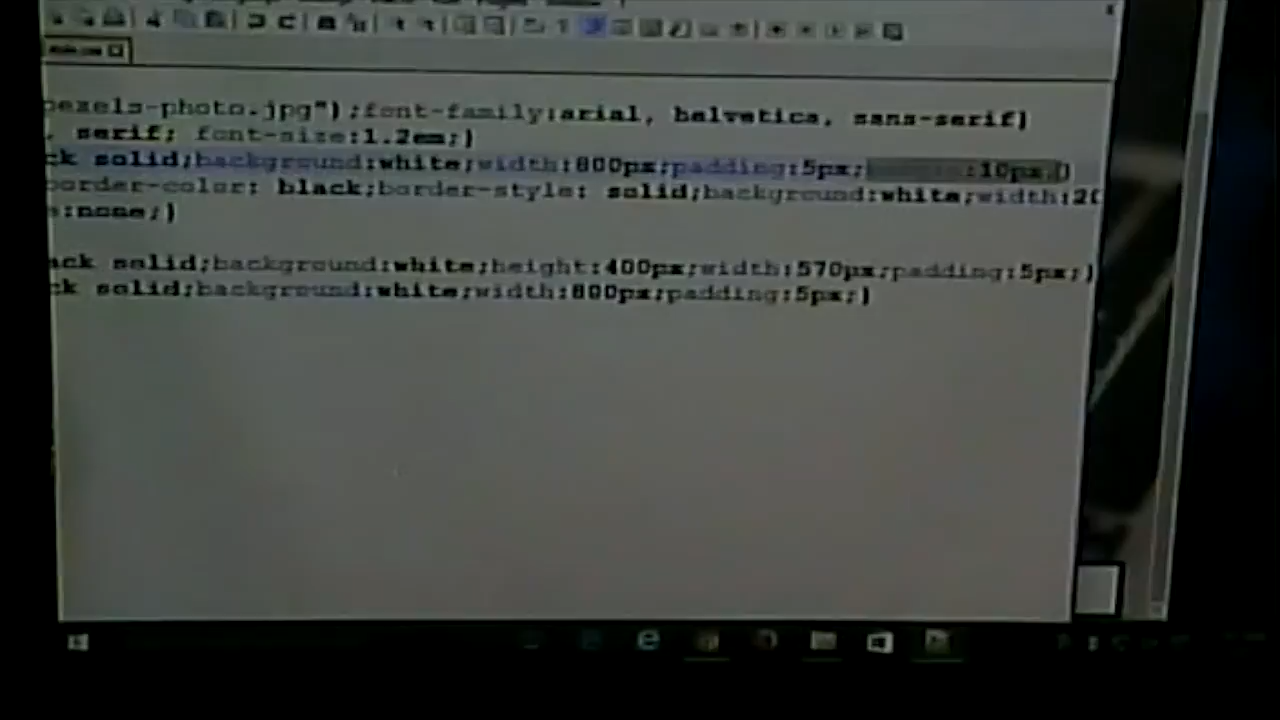 pexels-photo.jpg");font-family:arial, helvetica, sans-serif}
, serif; font-size:1.2em;}
ck solid;background:white;width:800px;padding:5px; :10px;}
border-color: black;border-style: solid;background:white;width:20
:none;}
ack solid;background:white;height:400px;width:570px;padding:5px;}
ck solid;background:white;width:800px;padding:5px;}